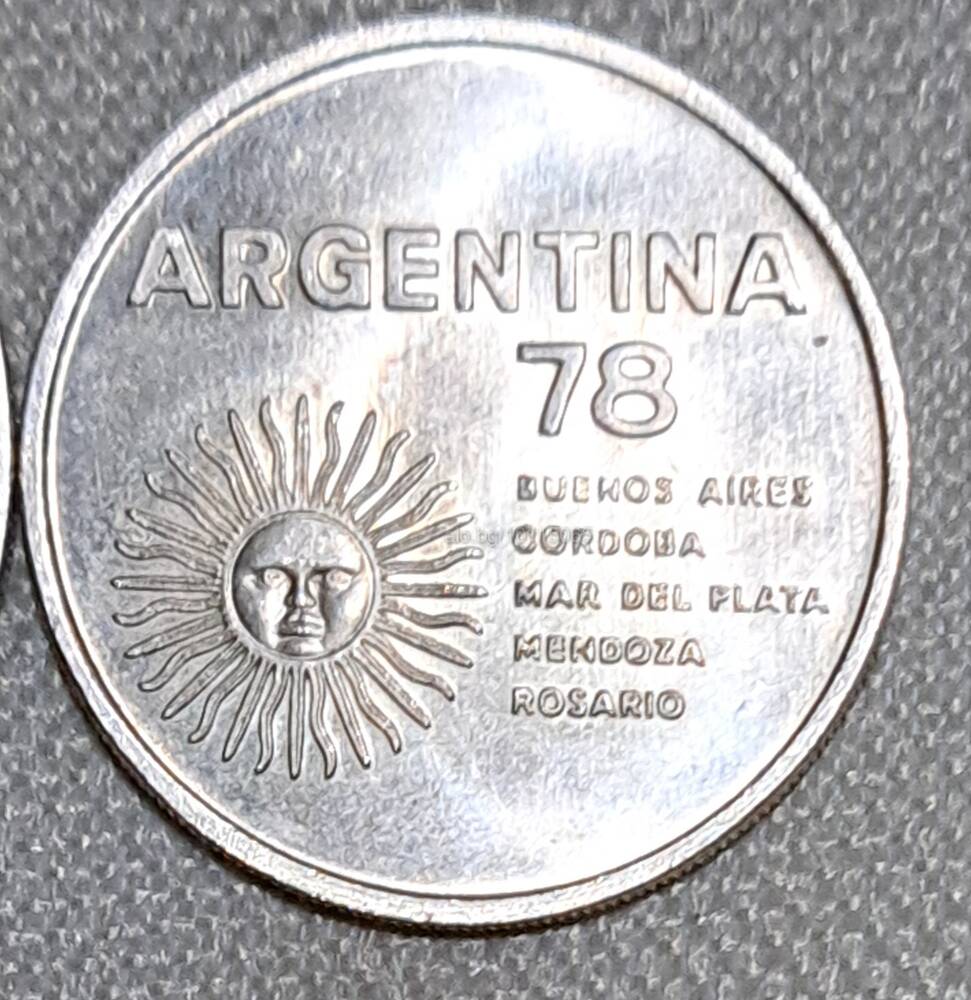 ARGENTINA
78
BUENOS AIRES
CORDOBA
MAR DEL PLATA
MENDOZA
ROSARIO